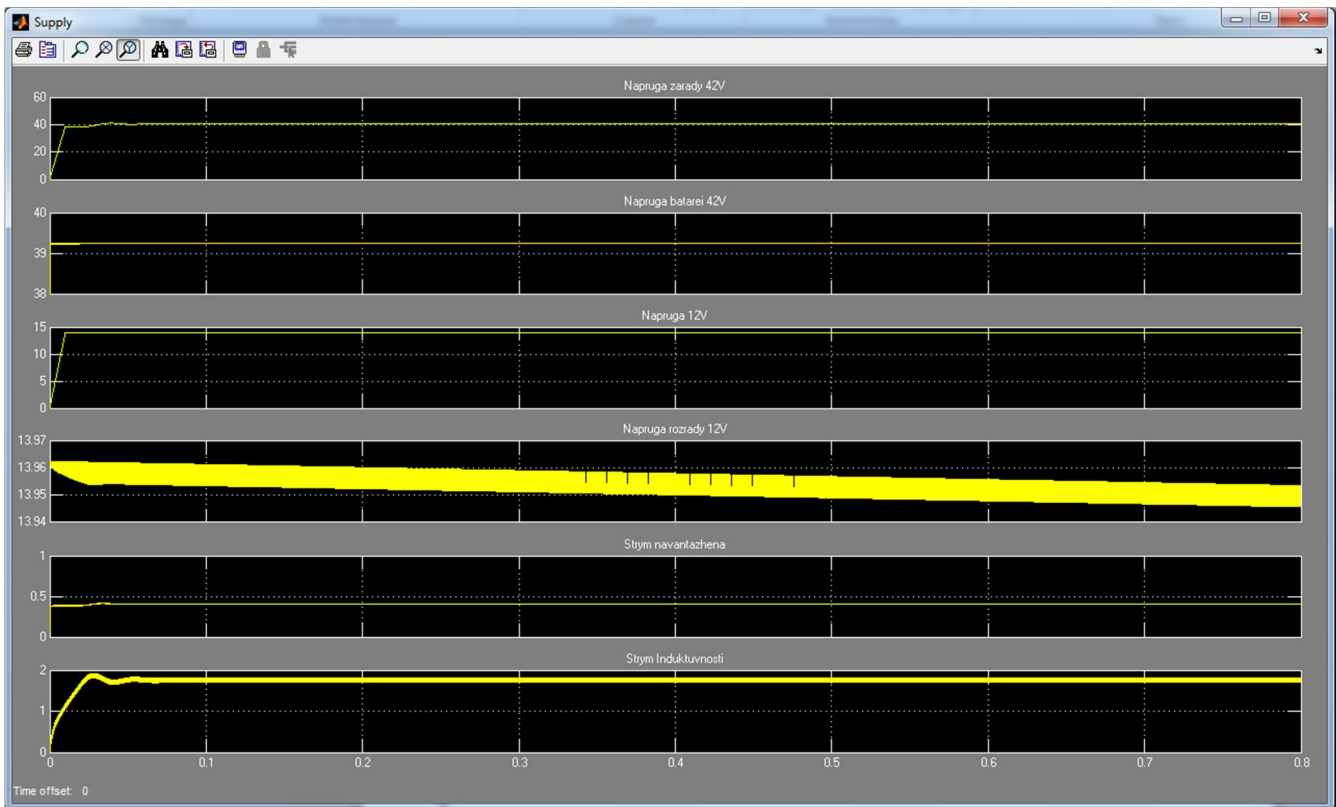 Supply
Napruga zarady 42V
60
40
20
0
Napruga batarei 42V
40
39
38
Napruga 12V
15
10
5
0
Napruga rozrady 12V
13.97
13.96
13.95
13.94
Strym navantazhena
1
0.5
0
Strym Induktuvnosti
2
1
0
0 0.1 0.2 0.3 0.4 0.5 0.6 0.7 0.8
Time offset: 0